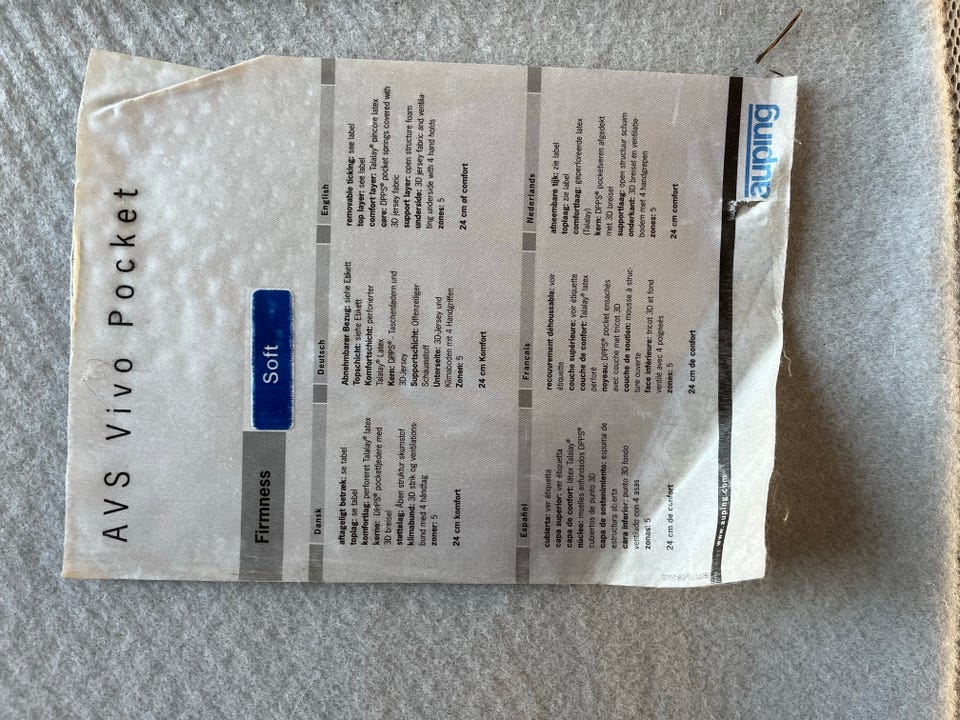 AVS Vivo Pocket
Firmness
Soft
Dansk
aftageligt betræk: se tabel
toplag: se tabel
komfortlag: perforeret Talalay® latex
kerne: DPPS® pocketfjedere med
3D breisel
støttelag: Åben struktur skumstof
klimabund: 3D strik og ventilations-
bund med 4 håndtag
zoner: 5
24 cm komfort
Deutsch
Abnehmbarer Bezug: siehe Etikett
Topschicht: siehe Etikett
Komfortschicht: perforierter
Talalay® Latex
Kern: DPPS® - Taschenfedern und
3D-Jersey
Supportschicht: Offenzelliger
Schaumstoff
Unterseite: 3D-Jersey und
Klimaboden mit 4 Handgriffen
Zonen: 5
24 cm Komfort
English
removable ticking: see label
top layer: see label
comfort layer: Talalay® pincore latex
core: DPPS® pocket springs covered with
3D jersey fabric
support layer: open structure foam
underside: 3D jersey fabric and ventila-
ting underside with 4 hand holds
zones: 5
24 cm of comfort
Español
cubierta: ver etiqueta
capa superior: ver etiqueta
capa de confort: látex Talalay®
núcleo: muelles enfundados DPPS®
cubiertos de punto 3D
capa de sostenimiento: espuma de
estructura abierta
cara inferior: punto 3D fondo
ventilado con 4 asas
zonas: 5
24 cm de confort
Français
recouvrement déhoussable: voir
étiquette
couche supérieure: voir étiquette
couche de confort: Talalay® latex
perforé
noyeau: DPPS® pocket ensachés
avec couche met tricot 3D
couche de soutien: mousse à struc-
ture ouverte
face inférieure: tricot 3D et fond
ventilé avec 4 poignées
zones: 5
24 cm de comfort
Nederlands
afneembare tijk: zie label
toplaag: zie label
comfortlaag: geperforeerde latex
(Talalay)
kern: DPPS® pocketveren afgedekt
met 3D breisel
supportlaag: open structuur schuim
onderkant: 3D breisel en ventilatie-
bodem met 4 handgrepen
zones: 5
24 cm comfort
www.auping.com
auping